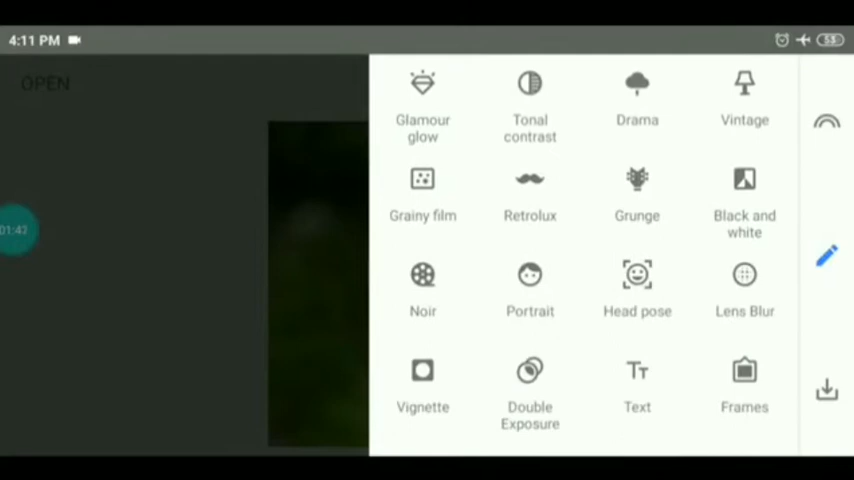 4:11 PM
53
OPEN
Glamour glow
Tonal contrast
Drama
Vintage
Grainy film
Retrolux
Grunge
Black and white
01:42
Noir
Portrait
Head pose
Lens Blur
Vignette
Double Exposure
Text
Frames